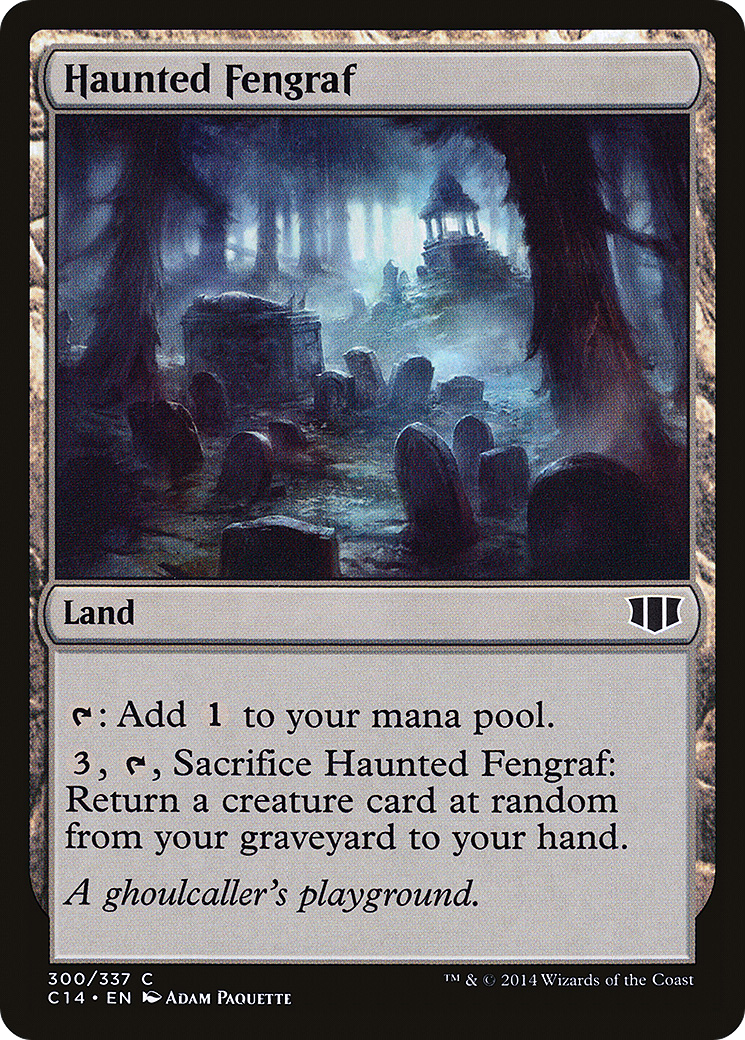 Haunted Fengraf
Land
: Add 1 to your mana pool.
3, , Sacrifice Haunted Fengraf:
Return a creature card at random
from your graveyard to your hand.
A ghoulcaller's playground.
300/337 C
™ & © 2014 Wizards of the Coast
C14 • EN Adam Paquette